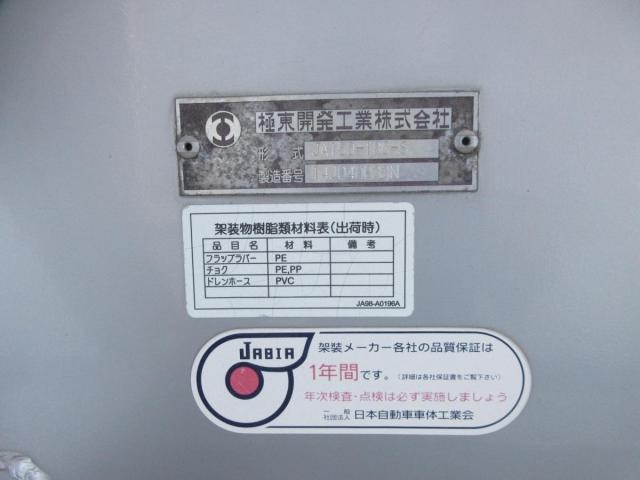 極東開発工業株式会社
形 式
製造番号
架装物樹脂類材料表(出荷時)
品目名 材料 備考
フラップラバー PE
チョク PE,PP
ドレンホース PVC
JA98-A0196A
JABIA
架装メーカー各社の品質保証は
1年間です。(詳細は各社保証書をご覧下さい)
年次検査・点検は必ず実施しましょう
一般社団法人 日本自動車車体工業会